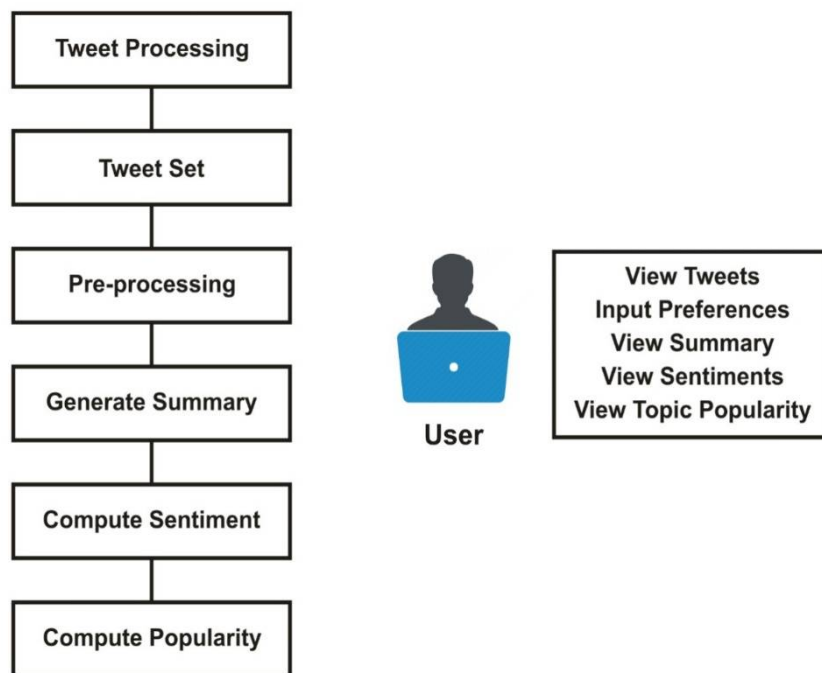 Tweet Processing
Tweet Set
Pre-processing
Generate Summary
Compute Sentiment
Compute Popularity
User
View Tweets
Input Preferences
View Summary
View Sentiments
View Topic Popularity